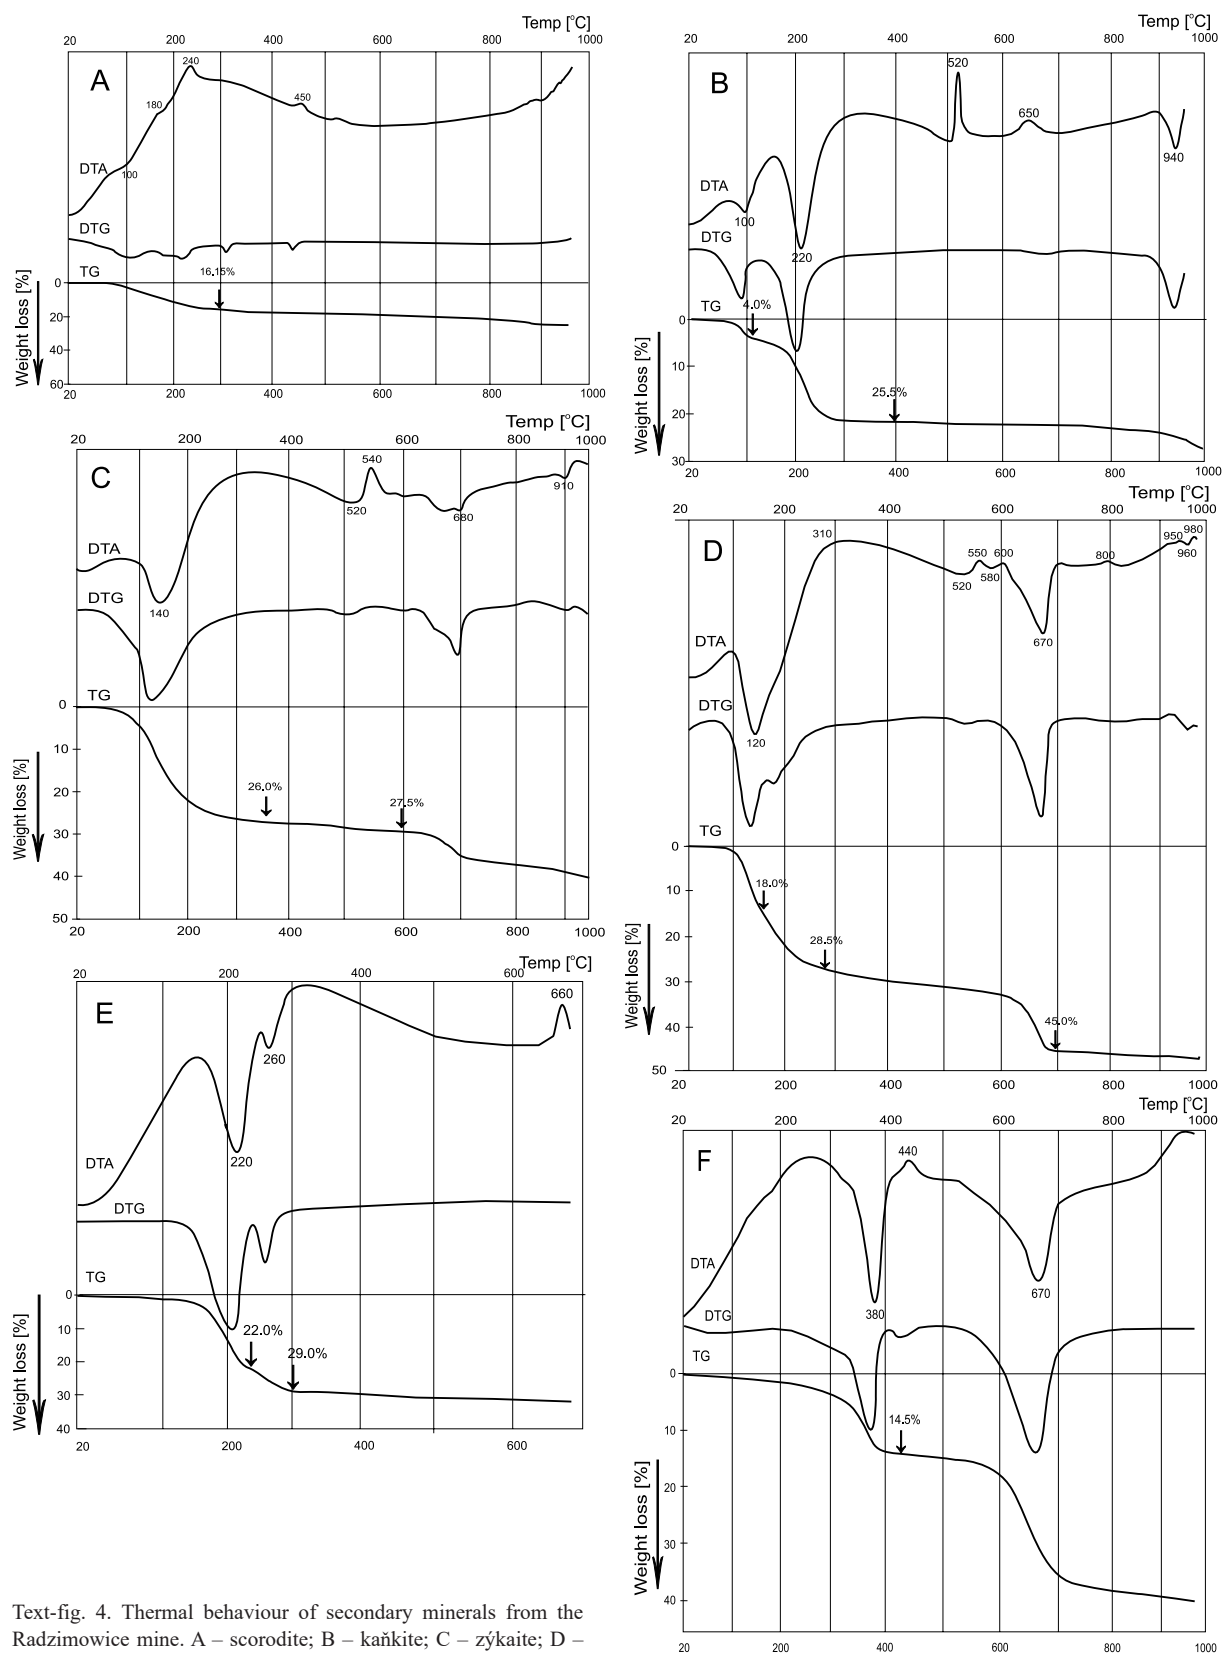 Temp [°C]
20 200 400 600 800 1000
A
240
180
450
DTA
100
DTG
TG
16.15%
0
20
40
60
Weight loss [%]
20 200 400 600 800 1000
Temp [°C]
20 200 400 600 800 1000
B
520
650
940
DTA
100
DTG
220
TG
4.0%
25.5%
0
10
20
30
Weight loss [%]
20 200 400 600 800 1000
Temp [°C]
20 200 400 600 800 1000
C
540
520
910
680
DTA
140
DTG
TG
26.0%
27.5%
0
10
20
30
40
50
Weight loss [%]
20 200 400 600 800 1000
Temp [°C]
20 200 400 600 800 1000
D
310
550 600
520
580
800
950 980
960
670
DTA
DTG
120
TG
18.0%
28.5%
45.0%
0
10
20
30
40
50
Weight loss [%]
20 200 400 600 800 1000
Temp [°C]
20 200 400 600
E
660
260
220
DTA
DTG
TG
22.0%
29.0%
0
10
20
30
40
Weight loss [%]
20 200 400 600
Temp [°C]
20 200 400 600 800 1000
F
440
DTA
380
670
DTG
TG
14.5%
0
10
20
30
40
Weight loss [%]
20 200 400 600 800 1000
Text-fig. 4. Thermal behaviour of secondary minerals from the
Radzimowice mine. A – scorodite; B – kaňkite; C – zýkaite; D –